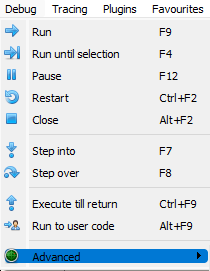 Debug Tracing Plugins Favourites
Run F9
Run until selection F4
Pause F12
Restart Ctrl+F2
Close Alt+F2
Step into F7
Step over F8
Execute till return Ctrl+F9
Run to user code Alt+F9
Advanced